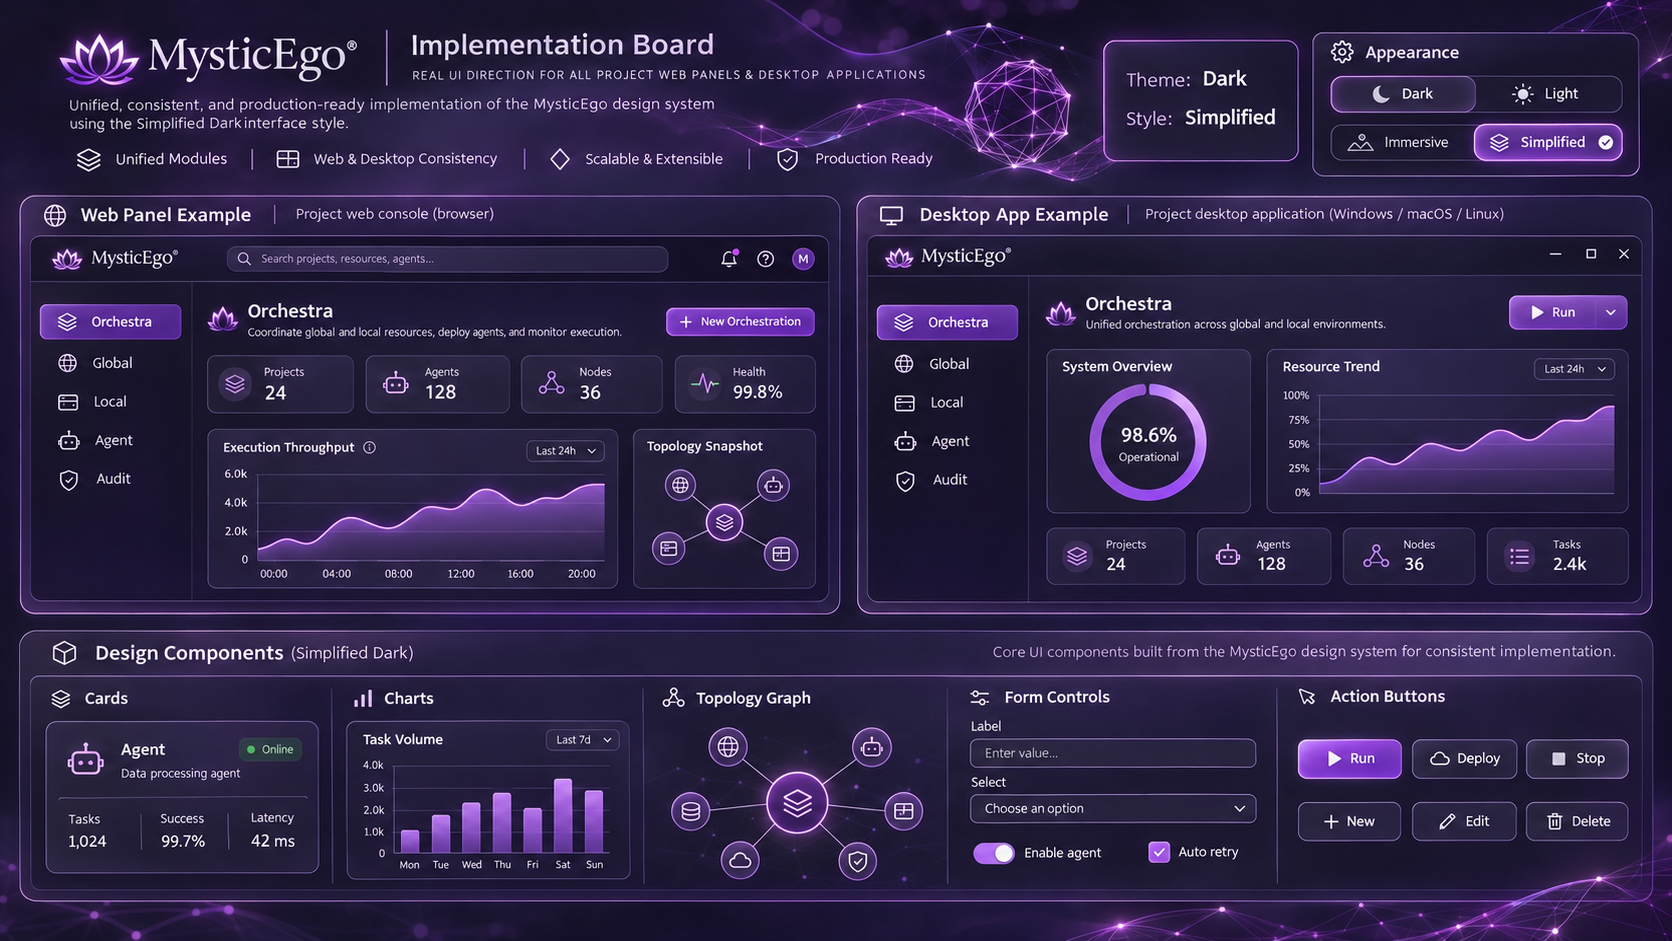 MysticEgo®
Implementation Board
REAL UI DIRECTION FOR ALL PROJECT WEB PANELS & DESKTOP APPLICATIONS
Unified, consistent, and production-ready implementation of the MysticEgo design system
using the Simplified Dark interface style.
Unified Modules
Web & Desktop Consistency
Scalable & Extensible
Production Ready
Theme: Dark
Style: Simplified
Appearance
Dark
Light
Immersive
Simplified
Web Panel Example
Project web console (browser)
MysticEgo®
Search projects, resources, agents...
M
Orchestra
Global
Local
Agent
Audit
Orchestra
Coordinate global and local resources, deploy agents, and monitor execution.
+ New Orchestration
Projects
24
Agents
128
Nodes
36
Health
99.8%
Execution Throughput
Last 24h
6.0k
4.0k
2.0k
0
00:00 04:00 08:00 12:00 16:00 20:00
Topology Snapshot
Desktop App Example
Project desktop application (Windows / macOS / Linux)
MysticEgo®
Orchestra
Global
Local
Agent
Audit
Orchestra
Unified orchestration across global and local environments.
Run
System Overview
98.6%
Operational
Resource Trend
Last 24h
100%
75%
50%
25%
0%
Projects
24
Agents
128
Nodes
36
Tasks
2.4k
Design Components (Simplified Dark)
Core UI components built from the MysticEgo design system for consistent implementation.
Cards
Agent
Online
Data processing agent
Tasks
1,024
Success
99.7%
Latency
42 ms
Charts
Task Volume
Last 7d
4.0k
3.0k
2.0k
1.0k
0
Mon Tue Wed Thu Fri Sat Sun
Topology Graph
Form Controls
Label
Enter value...
Select
Choose an option
Enable agent
Auto retry
Action Buttons
Run
Deploy
Stop
+ New
Edit
Delete